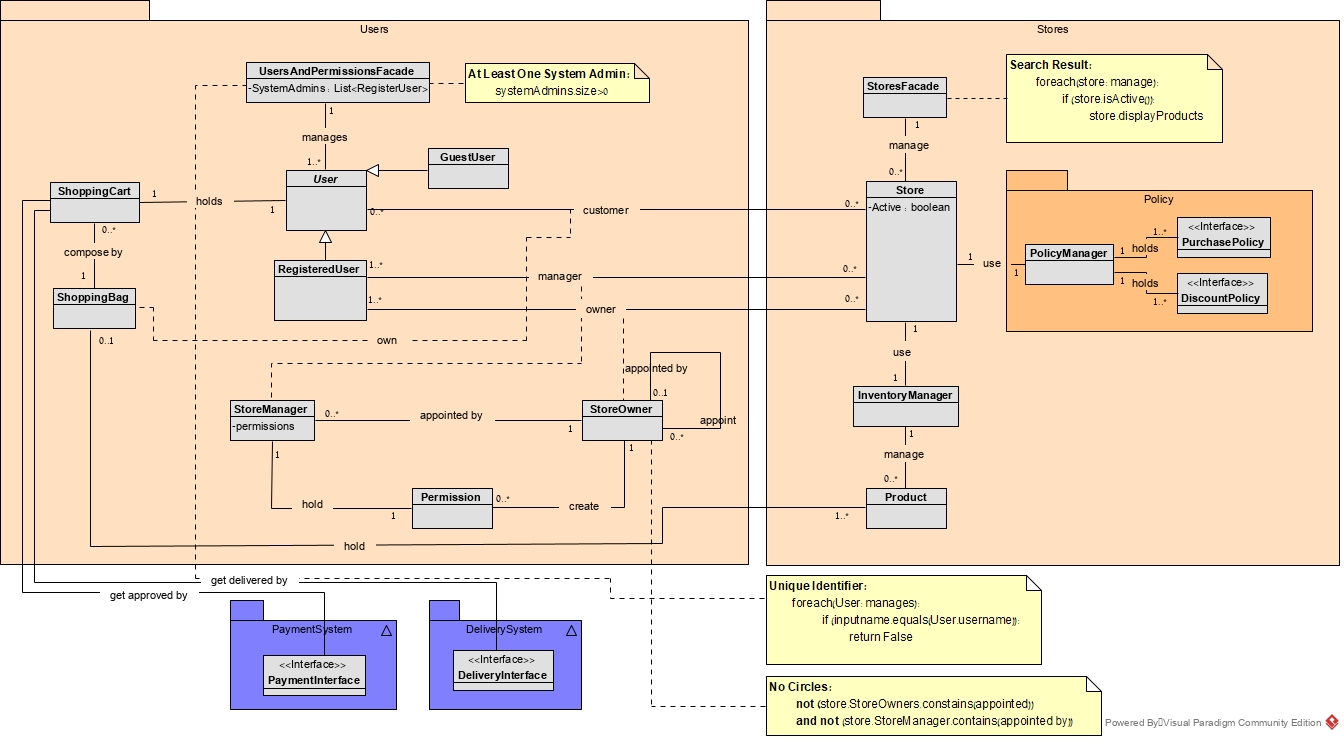 Users
UsersAndPermissionsFacade
-SystemAdmins : List<RegisterUser>
At Least One System Admin:
systemAdmins.size>0
1
manages
1..*
User
GuestUser
ShoppingCart
1
holds
1
0..*
customer
0..*
0..*
compose by
1
ShoppingBag
RegisteredUser
1..*
manager
0..*
1..*
owner
0..*
0..1
own
appointed by
0..1
StoreManager
-permissions
0..*
appointed by
1
StoreOwner
appoint
0..*
1
1
hold
1
Permission
0..*
create
hold
1..*
get delivered by
get approved by
PaymentSystem
<<Interface>>
PaymentInterface
DeliverySystem
<<Interface>>
DeliveryInterface
Stores
StoresFacade
Search Result:
foreach(store: manage):
if (store.isActive()):
store.displayProducts
1
manage
0..*
Store
-Active : boolean
Policy
1
use
1
PolicyManager
1
holds
1..*
<<Interface>>
PurchasePolicy
1
holds
1..*
<<Interface>>
DiscountPolicy
1
use
1
InventoryManager
1
manage
0..*
Product
Unique Identifier:
foreach(User: manages):
if (inputname.equals(User.username)):
return False
No Circles:
not (store.StoreOwners.constains(appointed))
and not (store.StoreManager.contains(appointed by))
Powered By Visual Paradigm Community Edition